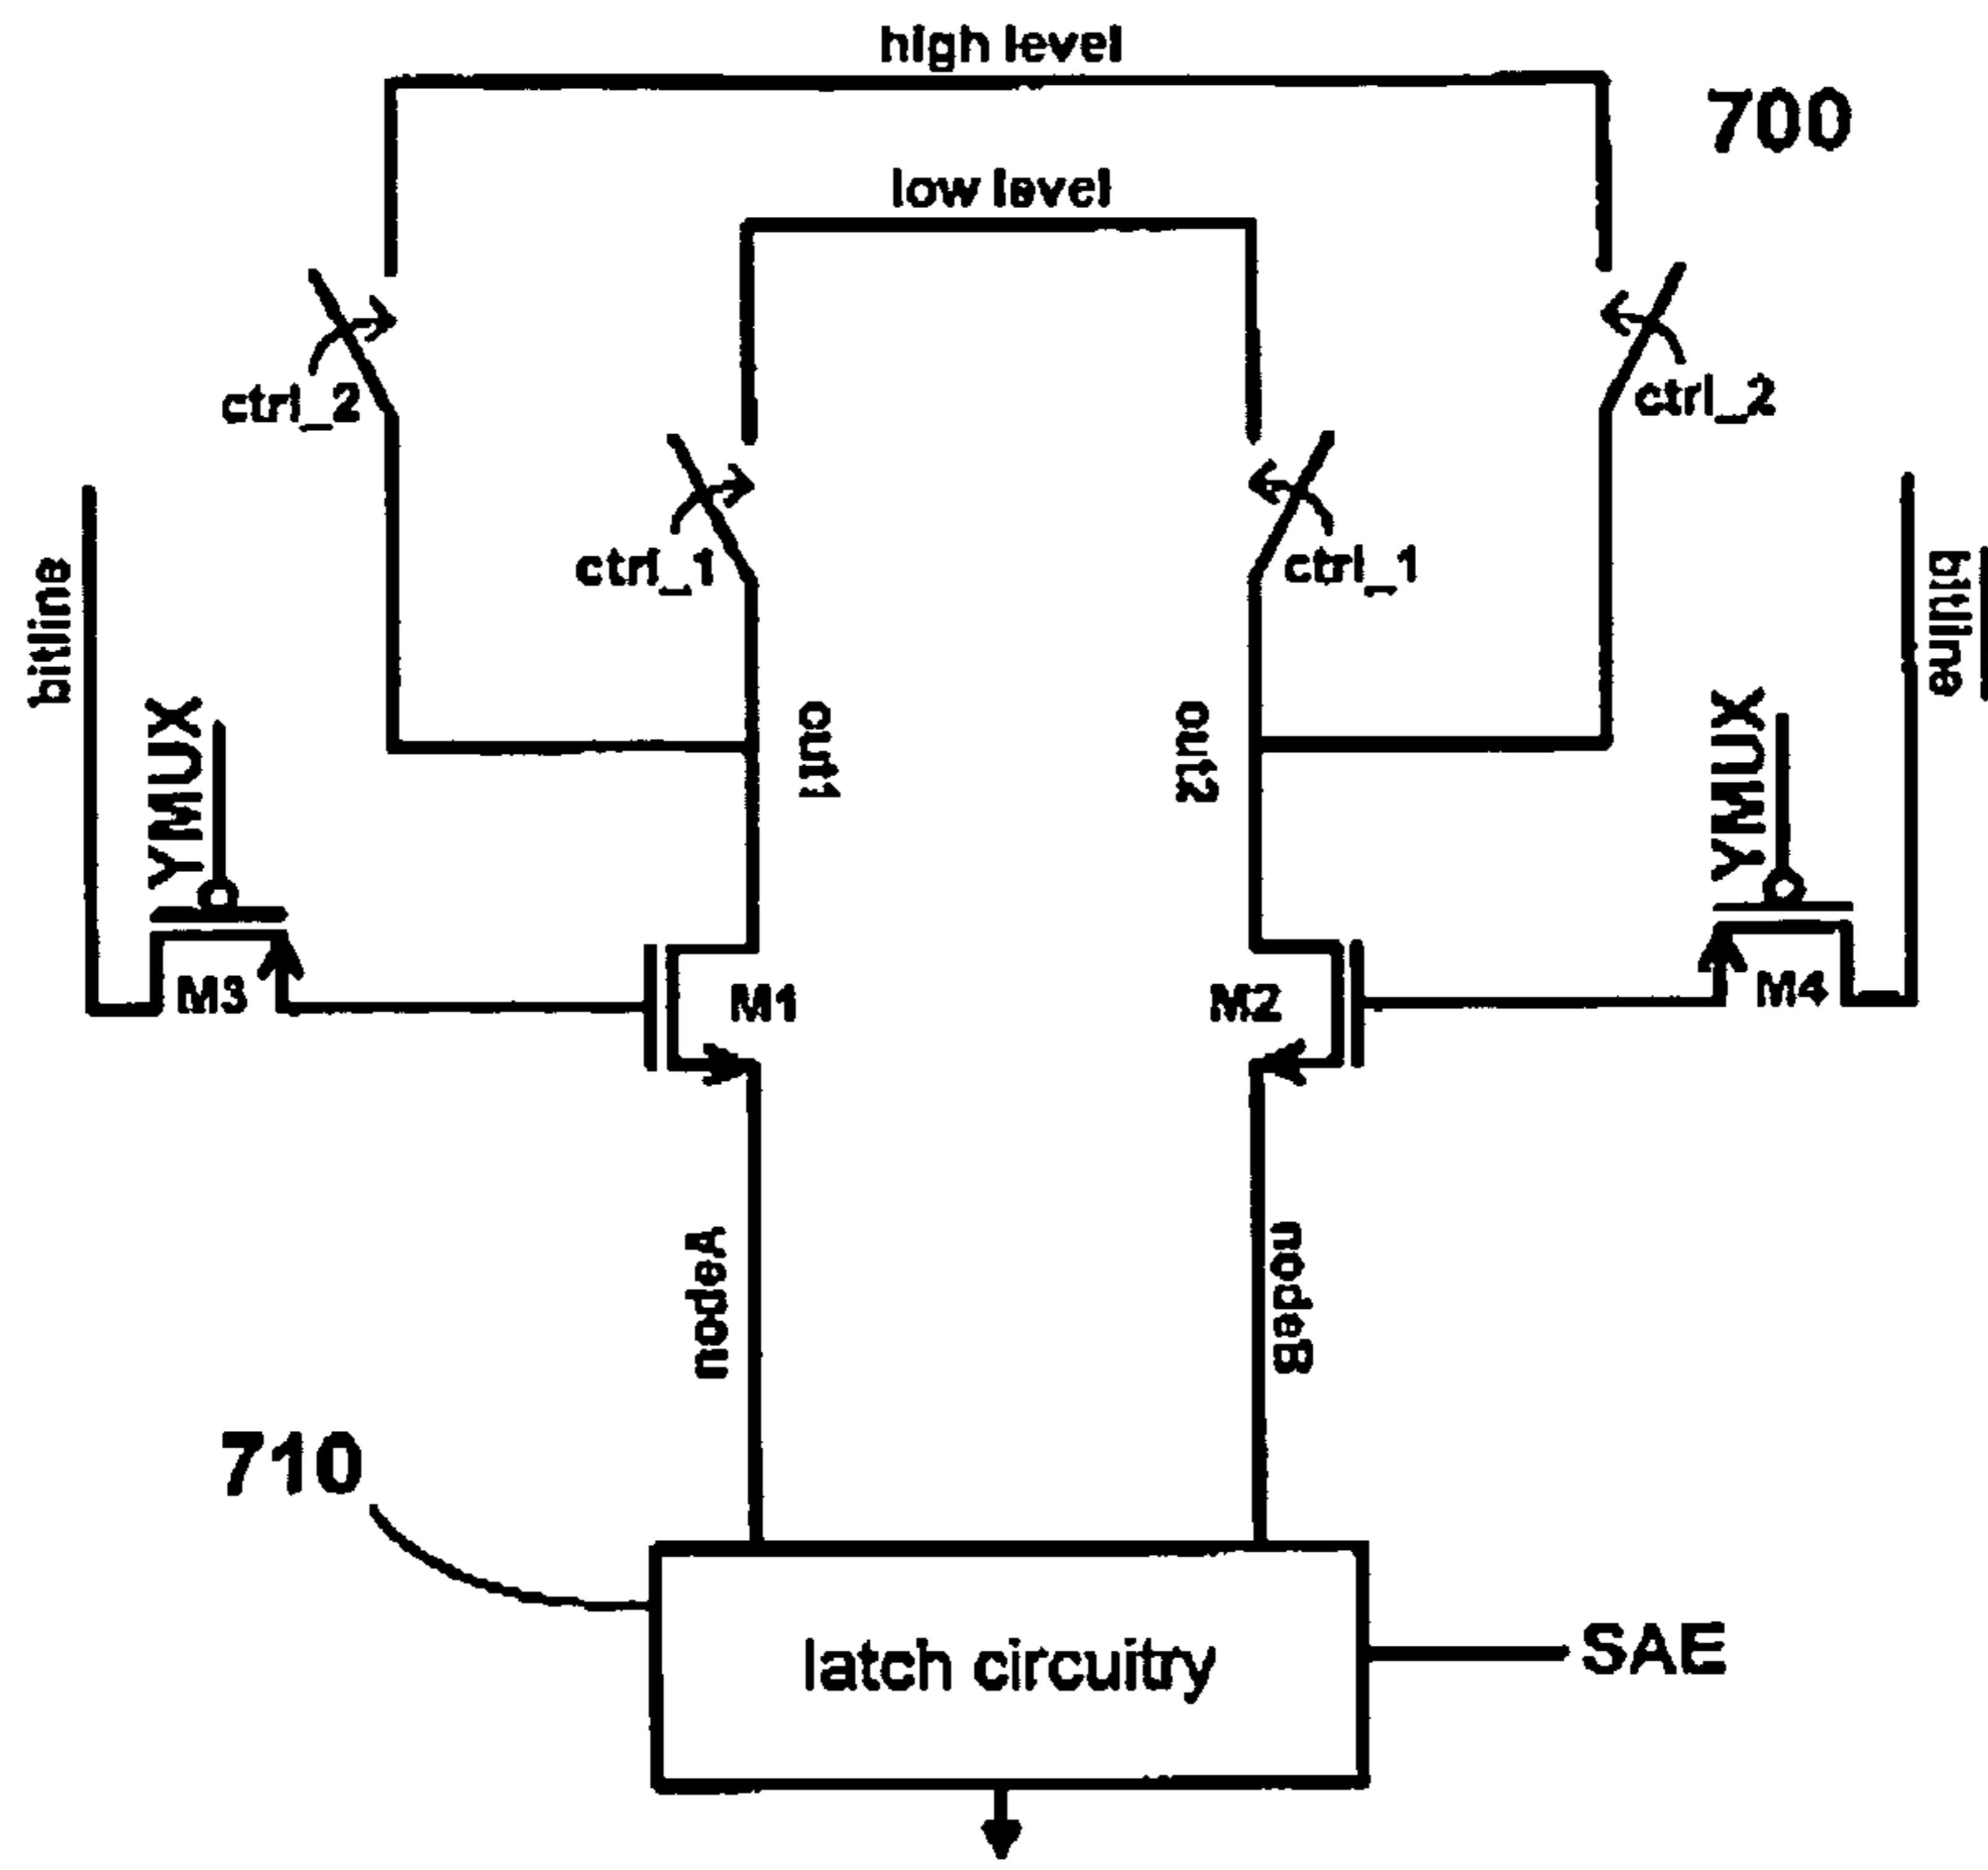 high level
700
low level
ctrl_2
ctrl_2
ctrl_1
ctrl_1
bitline
bitline
YMUX
out1
out2
YMUX
M3
M1
M2
M4
nodeA
nodeB
710
latch circuitry
SAE